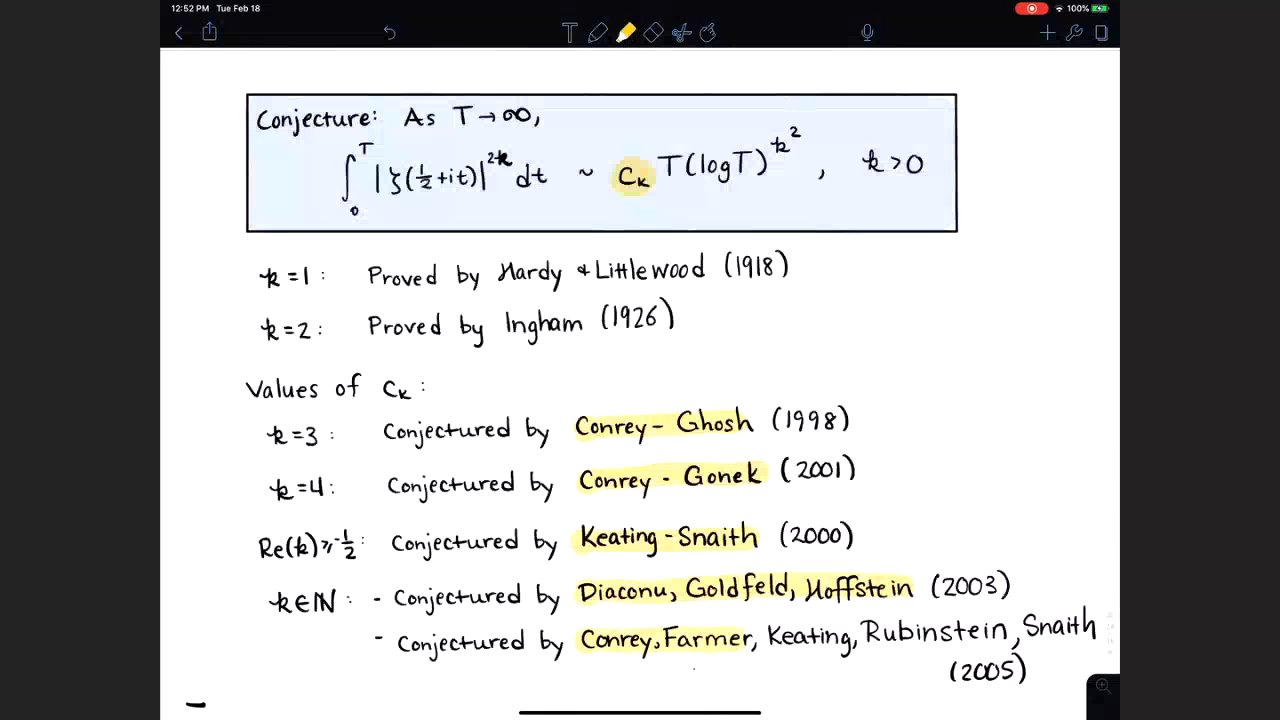 12:52 PM Tue Feb 18
100%
Conjecture: As T → ∞,
∫₀ᵀ |ζ(½+it)|²ᵏ dt ~ cₖ T(log T)^k², k > 0
k=1: Proved by Hardy & Littlewood (1918)
k=2: Proved by Ingham (1926)
Values of cₖ:
k=3: Conjectured by Conrey-Ghosh (1998)
k=4: Conjectured by Conrey-Gonek (2001)
Re(k) ≥ -½: Conjectured by Keating-Snaith (2000)
k∈ℕ: - Conjectured by Diaconu, Goldfeld, Hoffstein (2003)
- Conjectured by Conrey, Farmer, Keating, Rubinstein, Snaith
(2005)